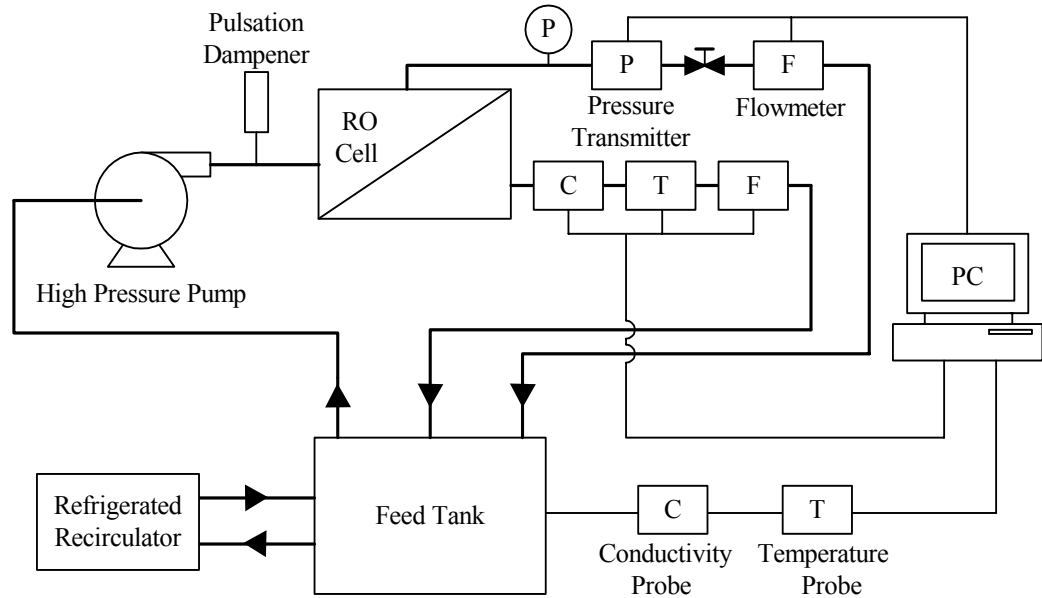 Pulsation
Dampener
P
P
F
Pressure
Transmitter
Flowmeter
RO
Cell
C
T
F
High Pressure Pump
PC
Refrigerated
Recirculator
Feed Tank
C
T
Conductivity
Probe
Temperature
Probe